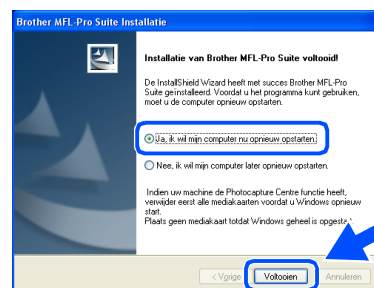 Brother MFL-Pro Suite Installatie
Installatie van Brother MFL-Pro Suite voltooid!
De InstallShield Wizard heeft met succes Brother MFL-Pro
Suite geïnstalleerd. Voordat u het programma kunt gebruiken,
moet u de computer opnieuw opstarten.
Ja, ik wil mijn computer nu opnieuw opstarten.
Nee, ik wil mijn computer later opnieuw opstarten.
Indien uw machine de Photocapture Centre functie heeft,
verwijder eerst alle mediakaarten voordat u Windows opnieuw
start.
Plaats geen mediakaart totdat Windows geheel is opgestart.
< Vorige
Voltooien
Annuleren